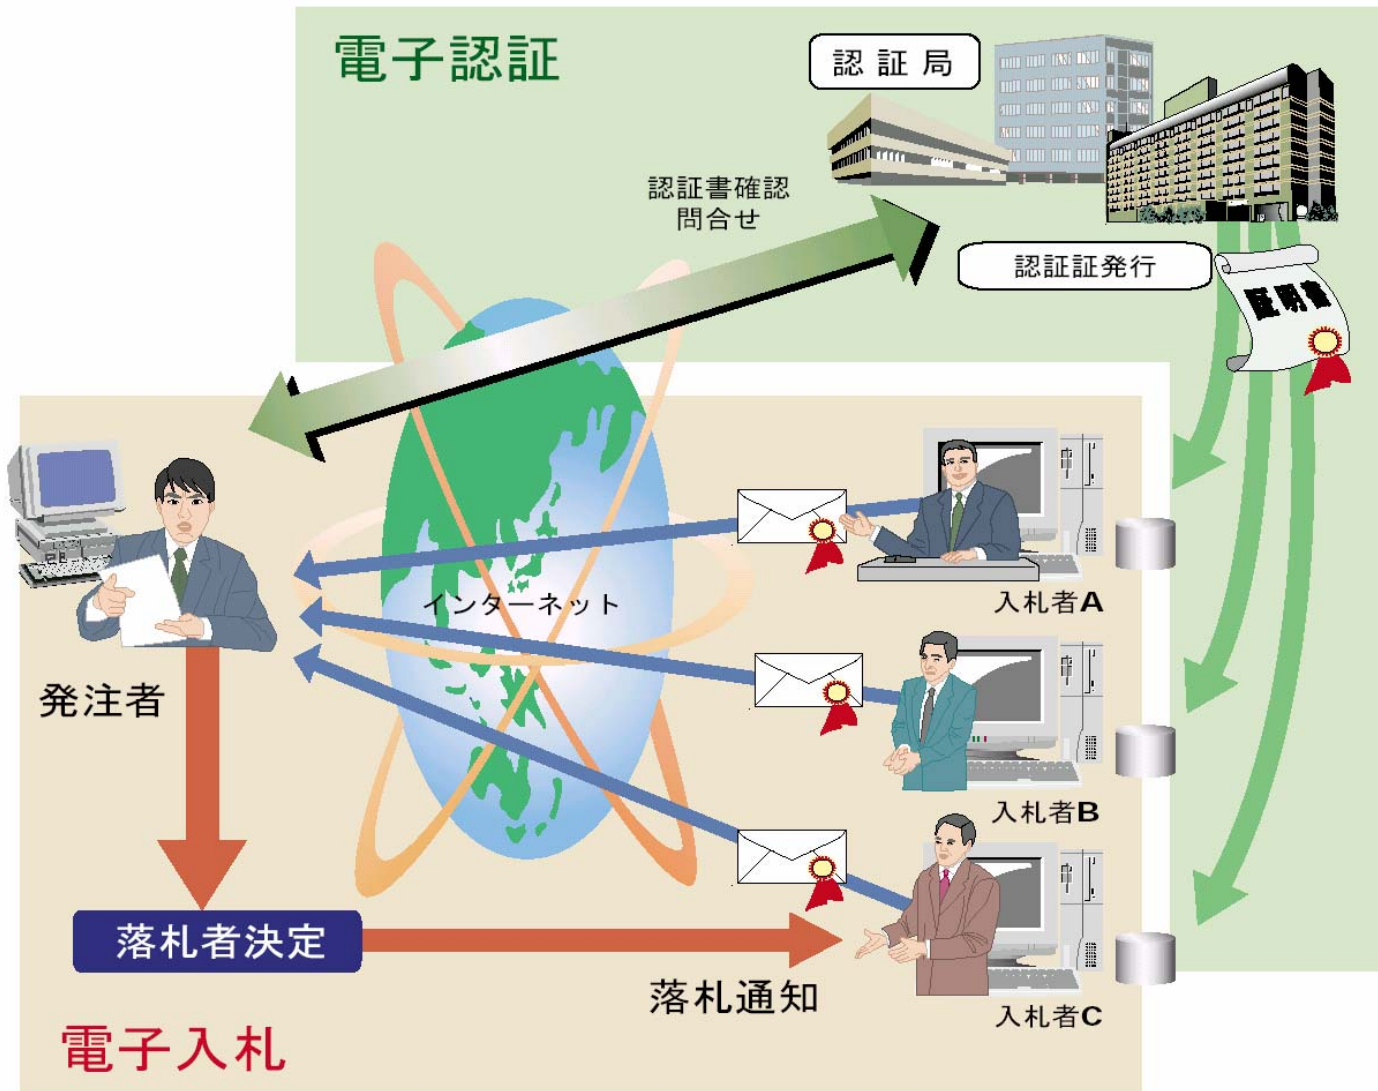 電子認証
認証局
認証書確認
問合せ
認証証発行
証明書
インターネット
入札者A
発注者
入札者B
落札者決定
落札通知
入札者C
電子入札